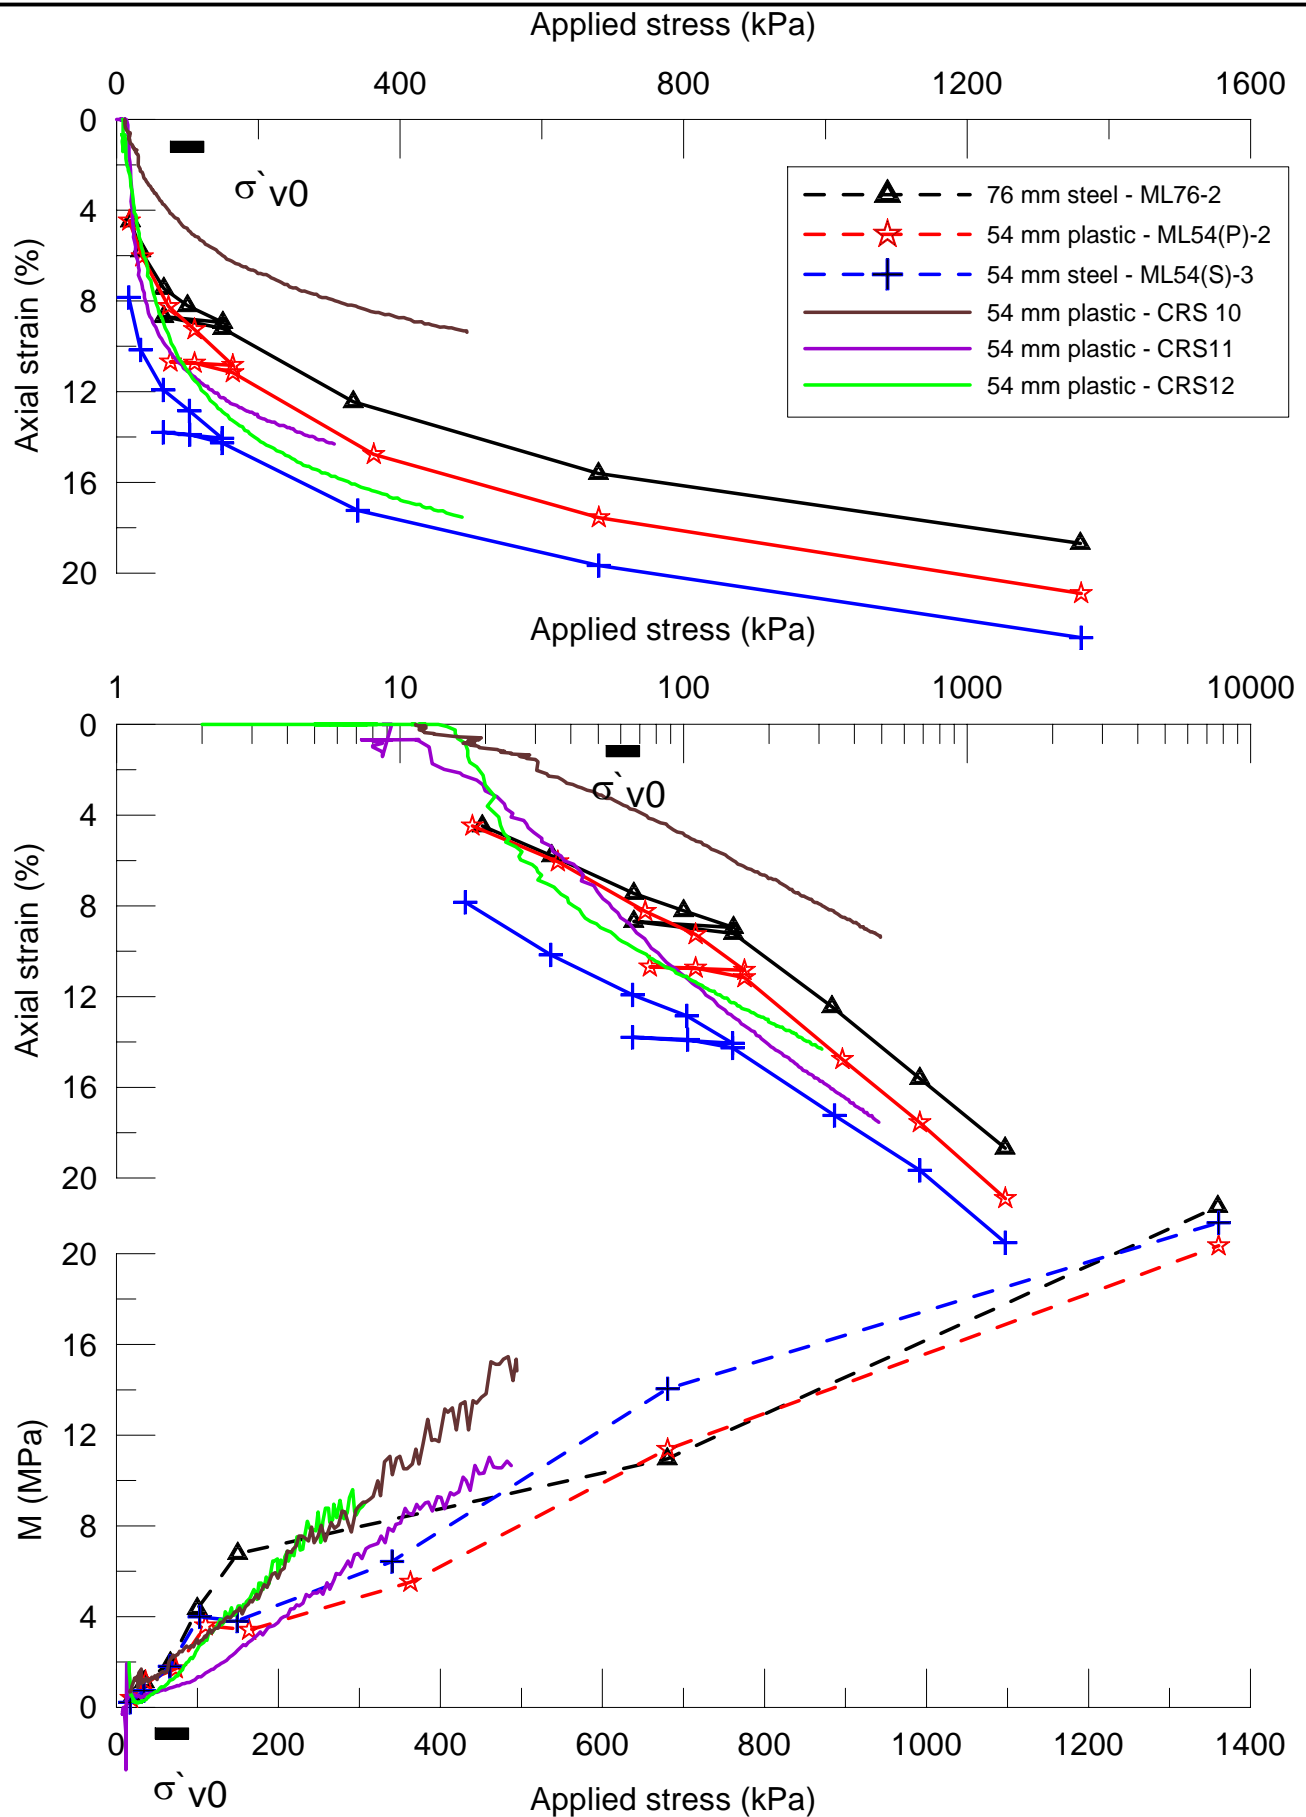 Applied stress (kPa)
0 400 800 1200 1600
0
4
8
12
16
20
Axial strain (%)
σ`v0
76 mm steel - ML76-2
54 mm plastic - ML54(P)-2
54 mm steel - ML54(S)-3
54 mm plastic - CRS 10
54 mm plastic - CRS11
54 mm plastic - CRS12
Applied stress (kPa)
1 10 100 1000 10000
0
4
8
12
16
20
Axial strain (%)
σ`v0
20
16
12
8
4
0
M (MPa)
0 200 400 600 800 1000 1200 1400
σ`v0
Applied stress (kPa)